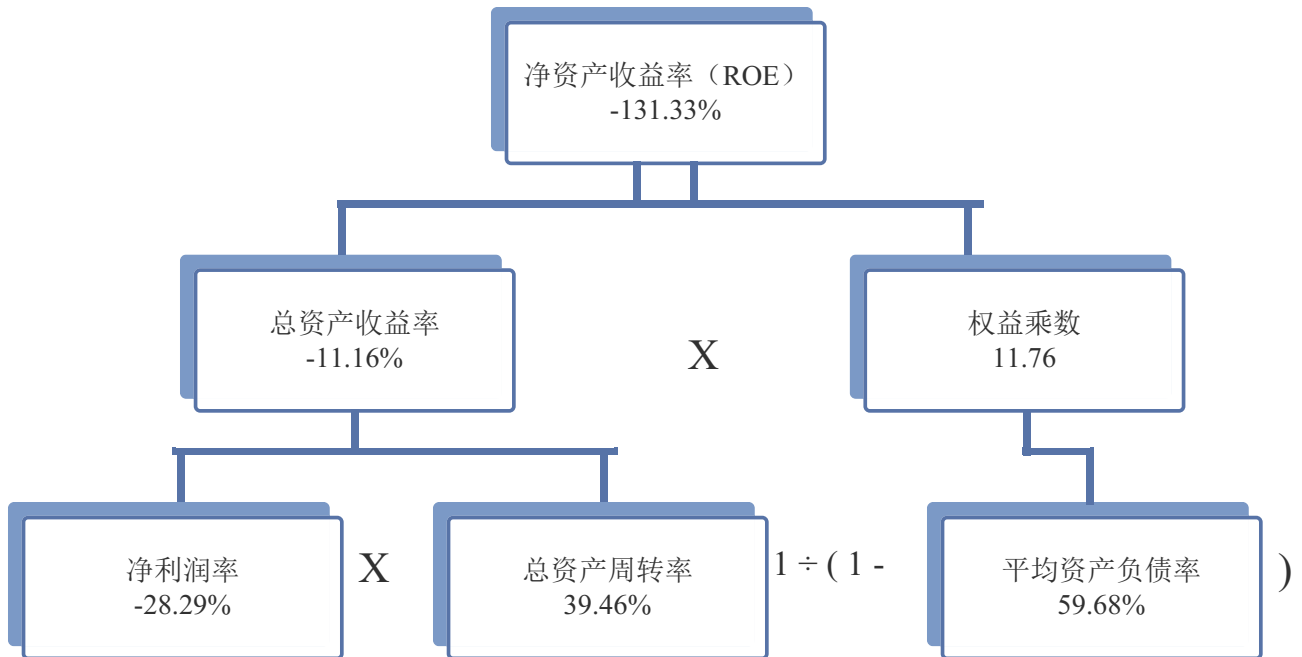 净资产收益率（ROE）
-131.33%
总资产收益率
-11.16%
X
权益乘数
11.76
净利润率
-28.29%
X
总资产周转率
39.46%
1 ÷ ( 1 -
平均资产负债率
59.68%
)